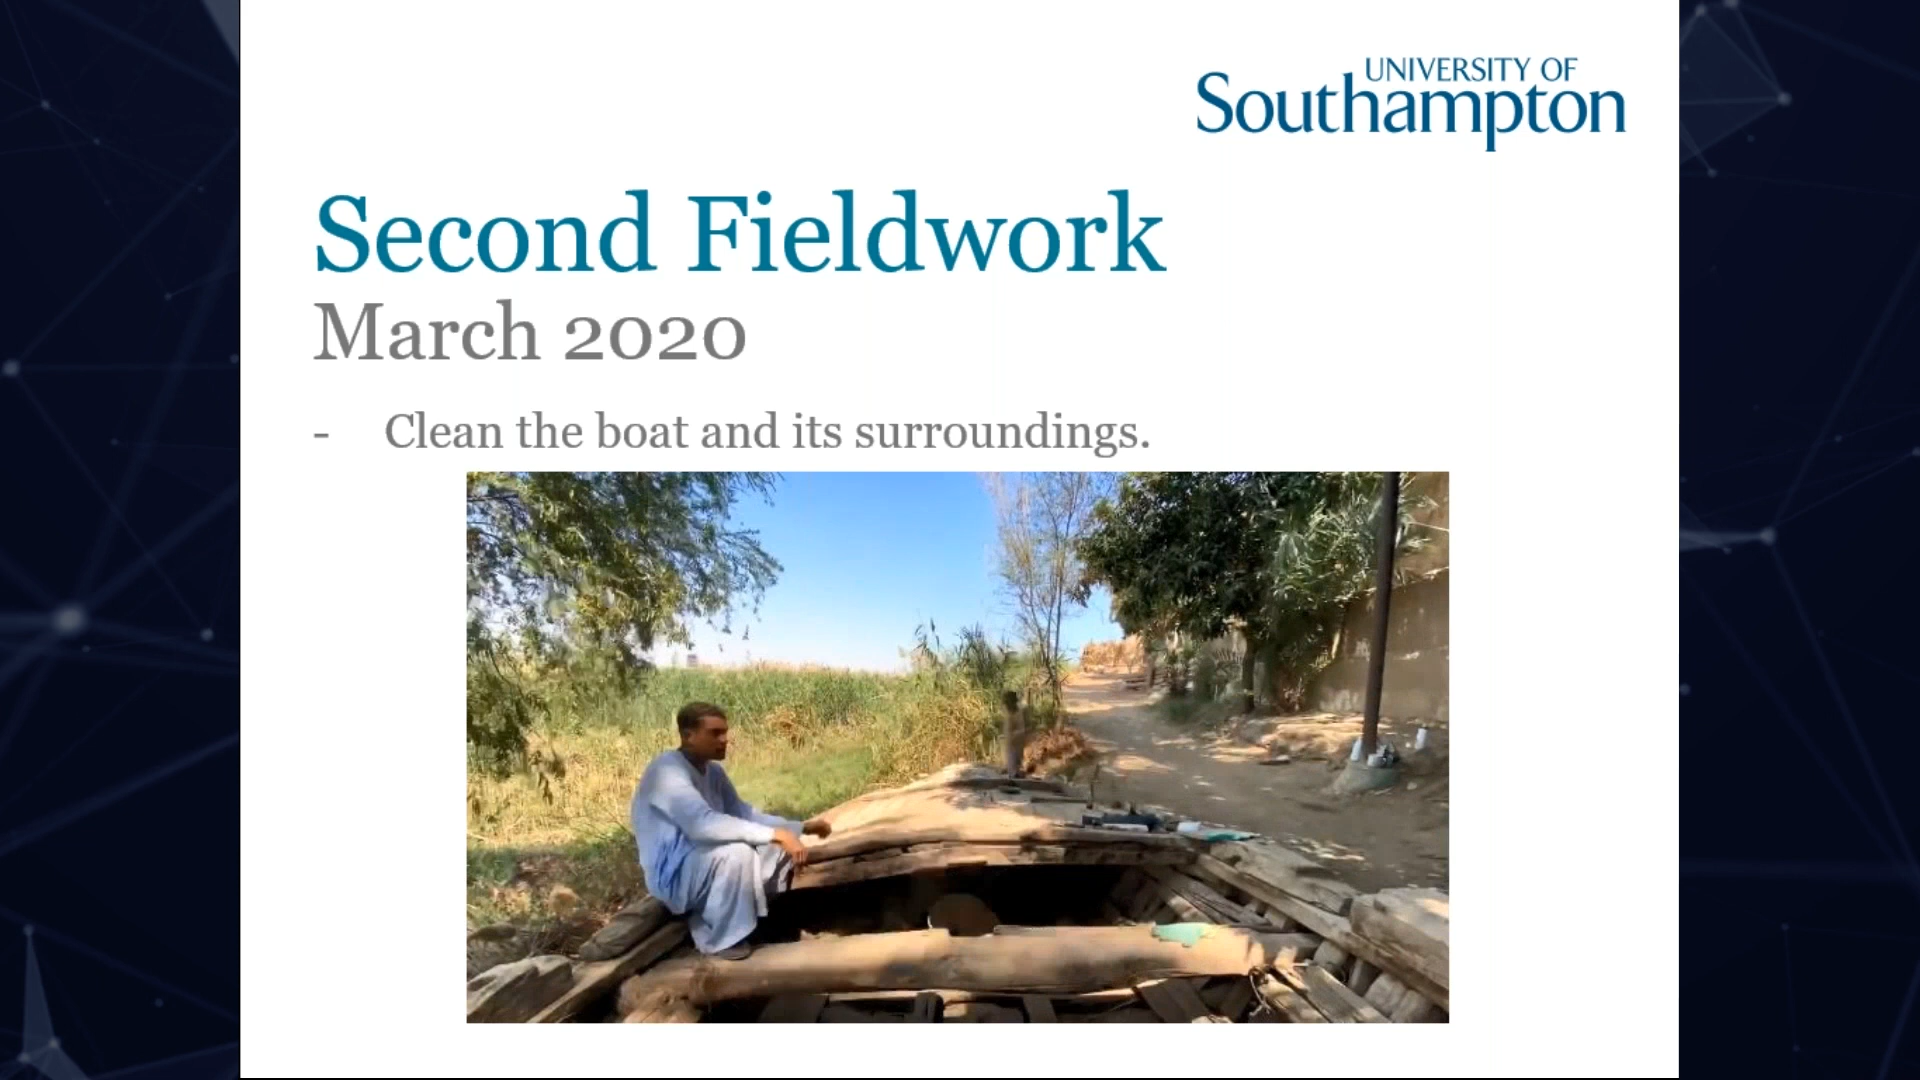 UNIVERSITY OF
Southampton
Second Fieldwork
March 2020
- Clean the boat and its surroundings.